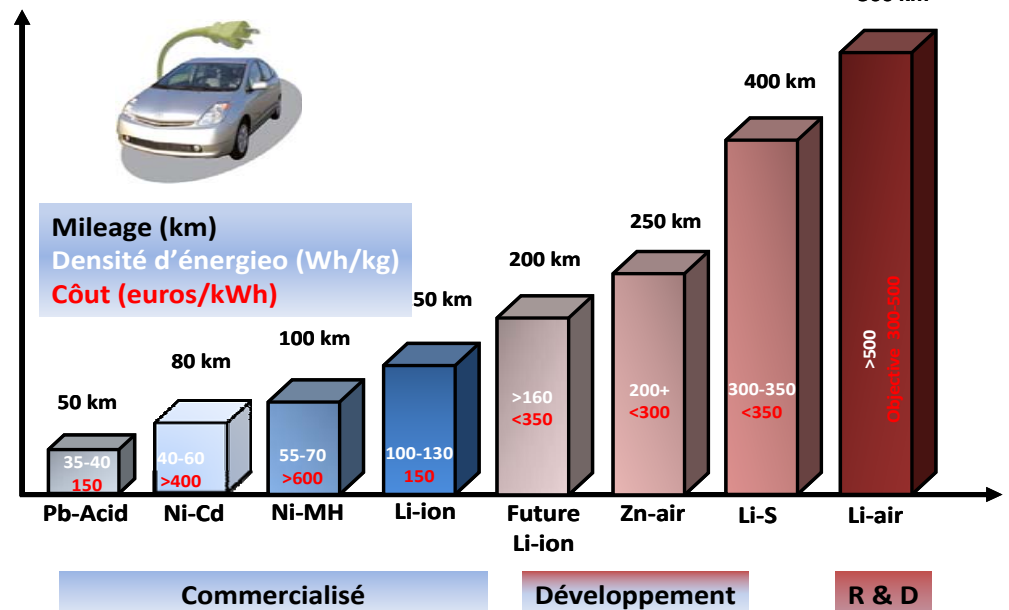 km
400 km
250 km
200 km
50 km
100 km
80 km
50 km
Mileage (km)
Densité d'énergieo (Wh/kg)
Côut (euros/kWh)
35-40
150
40-60
>400
55-70
>600
100-130
150
>160
<350
200+
<300
300-350
<350
>500
Objective 300-500
Pb-Acid
Ni-Cd
Ni-MH
Li-ion
Future
Li-ion
Zn-air
Li-S
Li-air
Commercialisé
Développement
R & D